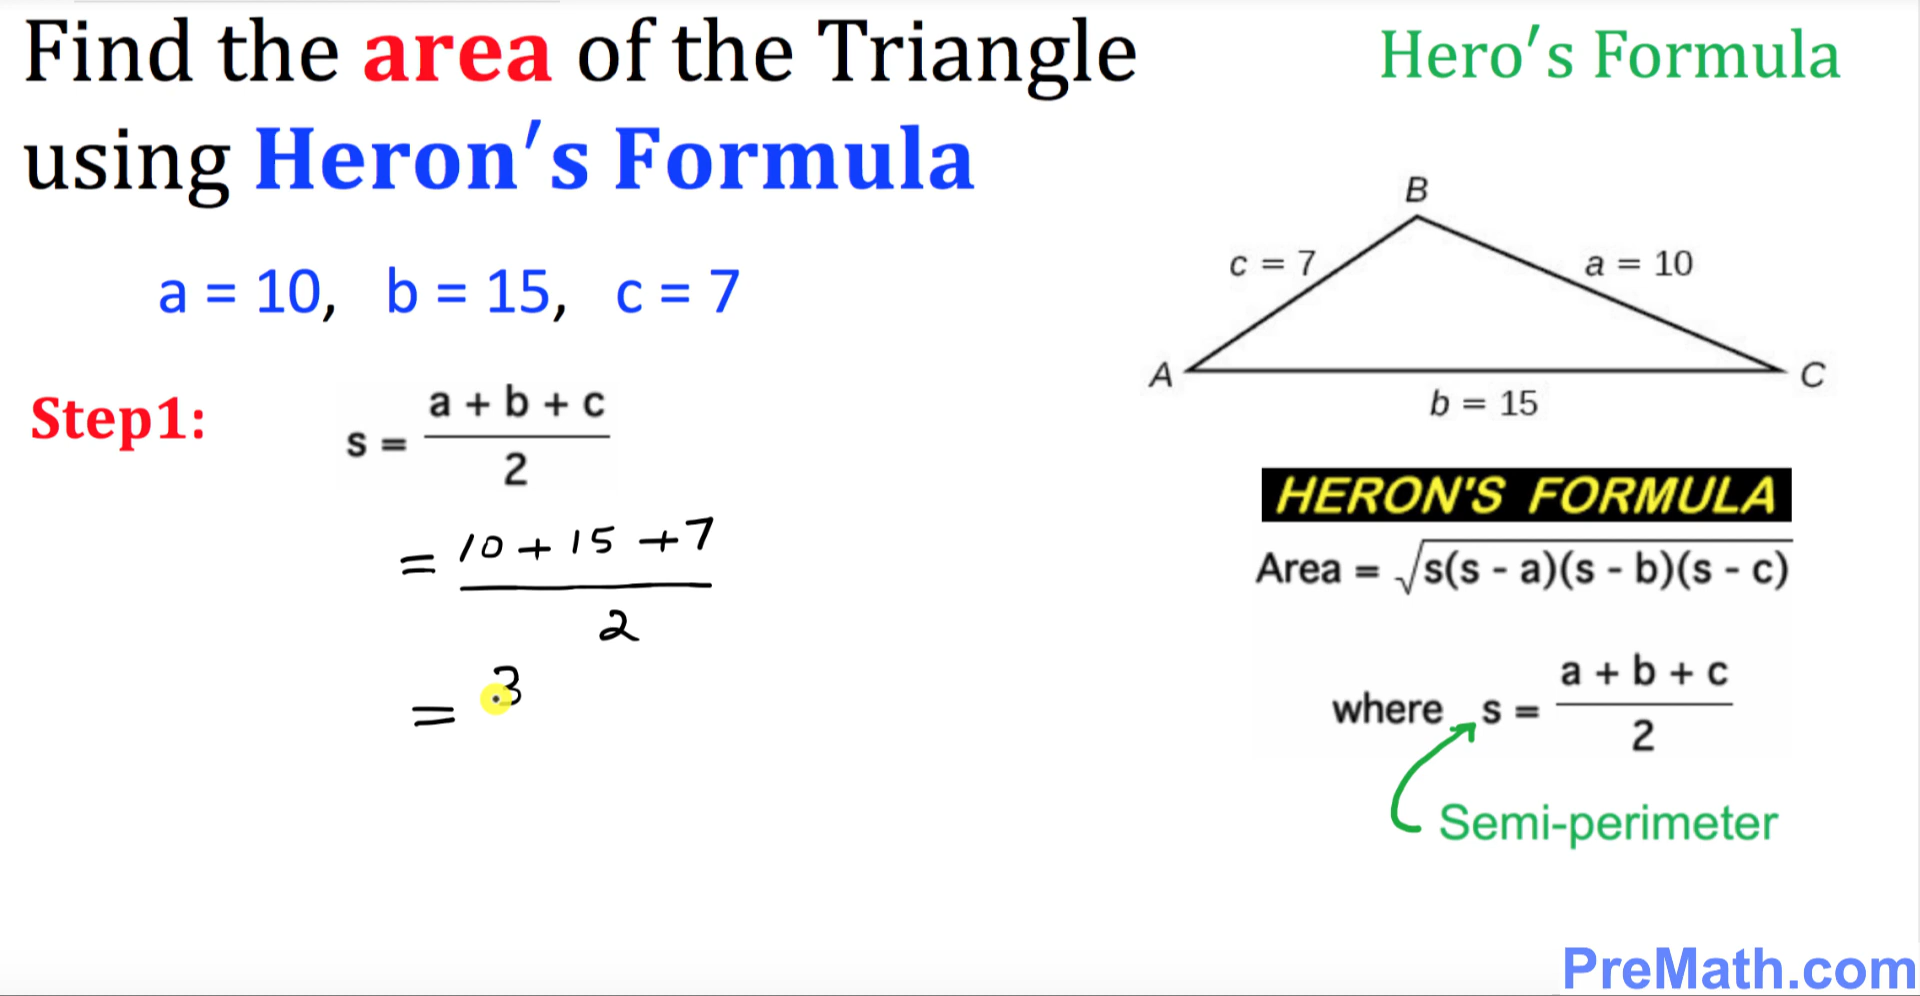 Find the area of the Triangle
using Heron's Formula
a = 10, b = 15, c = 7
Step1:
s = a + b + c
2
= 10 + 15 + 7
2
= 3
Hero's Formula
B
c = 7
a = 10
A
C
b = 15
HERON'S FORMULA
Area = √s(s - a)(s - b)(s - c)
where s = a + b + c
2
Semi-perimeter
PreMath.com